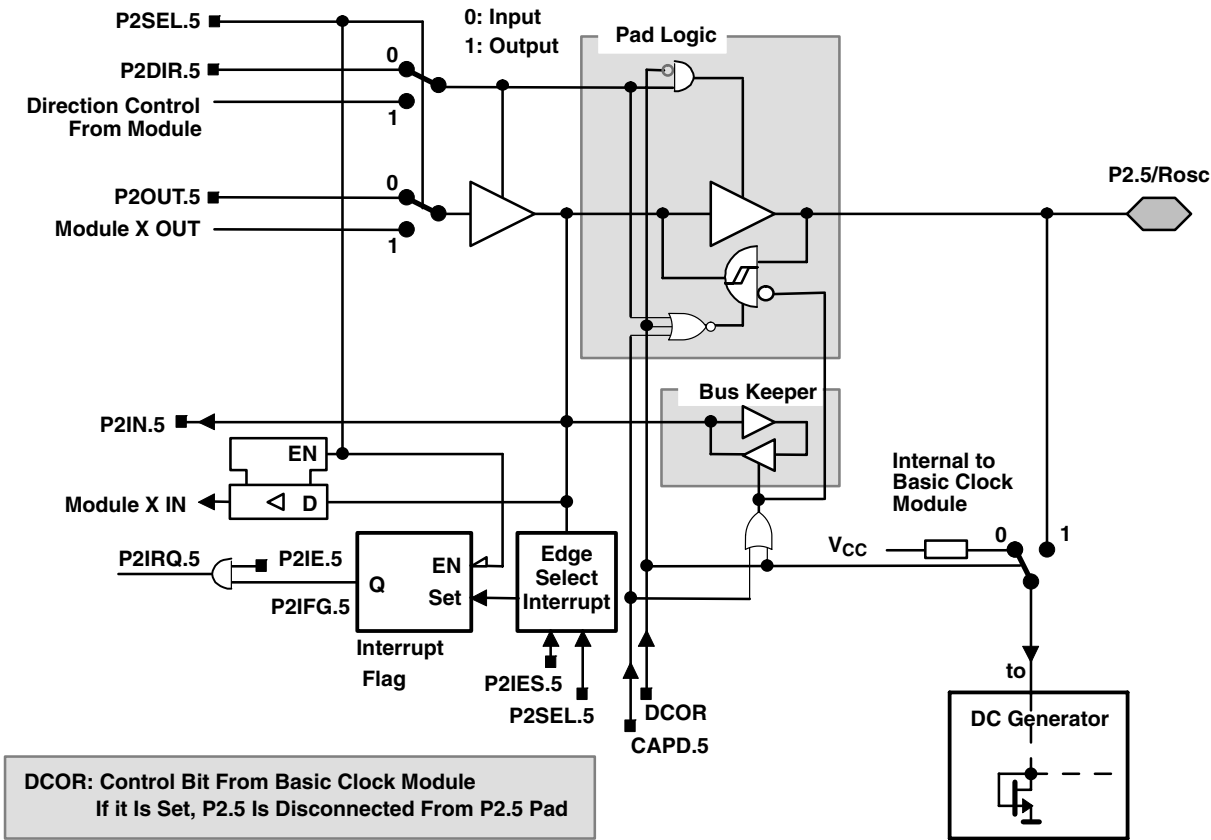 P2SEL.5
0: Input
1: Output
Pad Logic
P2DIR.5
0
Direction Control
From Module
1
P2OUT.5
0
Module X OUT
1
P2.5/Rosc
Bus Keeper
P2IN.5
EN
Module X IN
D
Internal to
Basic Clock
Module
VCC
0
1
P2IRQ.5
P2IE.5
P2IFG.5
Q
EN
Set
Interrupt
Flag
Edge
Select
Interrupt
P2IES.5
P2SEL.5
DCOR
CAPD.5
to
DC Generator
DCOR: Control Bit From Basic Clock Module
If it Is Set, P2.5 Is Disconnected From P2.5 Pad